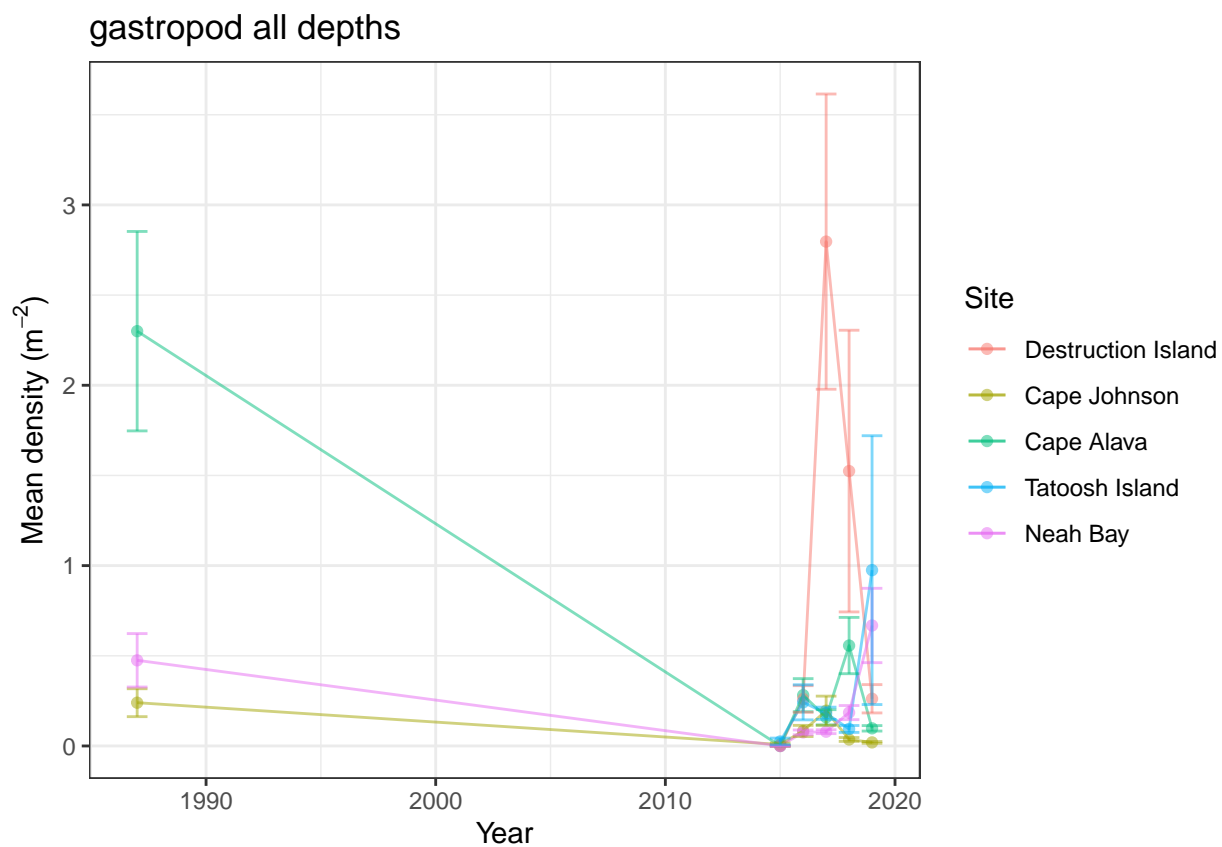 gastropod all depths
3
2
1
0
Mean density (m⁻²)
1990
2000
2010
2020
Year
Site
Destruction Island
Cape Johnson
Cape Alava
Tatoosh Island
Neah Bay